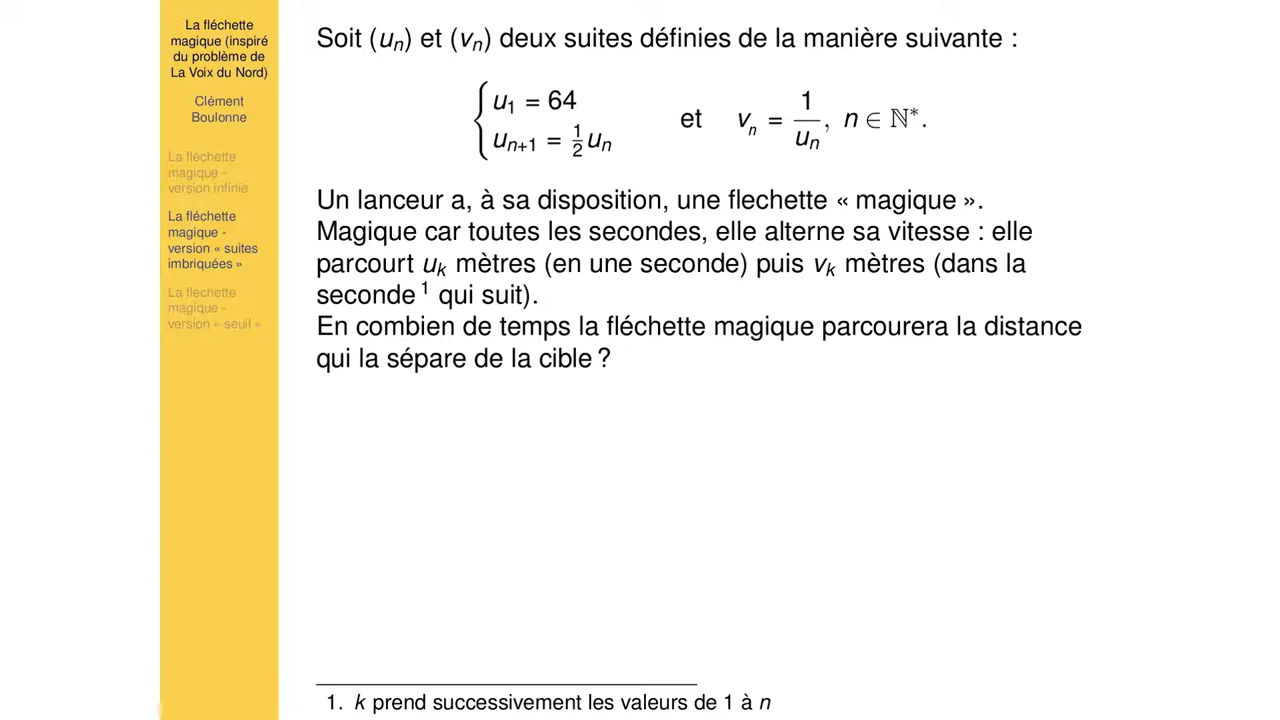 La fléchette
magique (inspiré
du problème de
La Voix du Nord)
Clément
Boulonne
La fléchette
magique -
version infinie
La fléchette
magique -
version « suites
imbriquées »
La flechette
magique -
version « seuil »
Soit (uₙ) et (vₙ) deux suites définies de la manière suivante :
{ u₁ = 64
uₙ₊₁ = ½uₙ et vₙ = 1/uₙ, n ∈ ℕ*.
Un lanceur a, à sa disposition, une flechette « magique ».
Magique car toutes les secondes, elle alterne sa vitesse : elle
parcourt uₖ mètres (en une seconde) puis vₖ mètres (dans la
seconde ¹ qui suit).
En combien de temps la fléchette magique parcourera la distance
qui la sépare de la cible ?
1. k prend successivement les valeurs de 1 à n